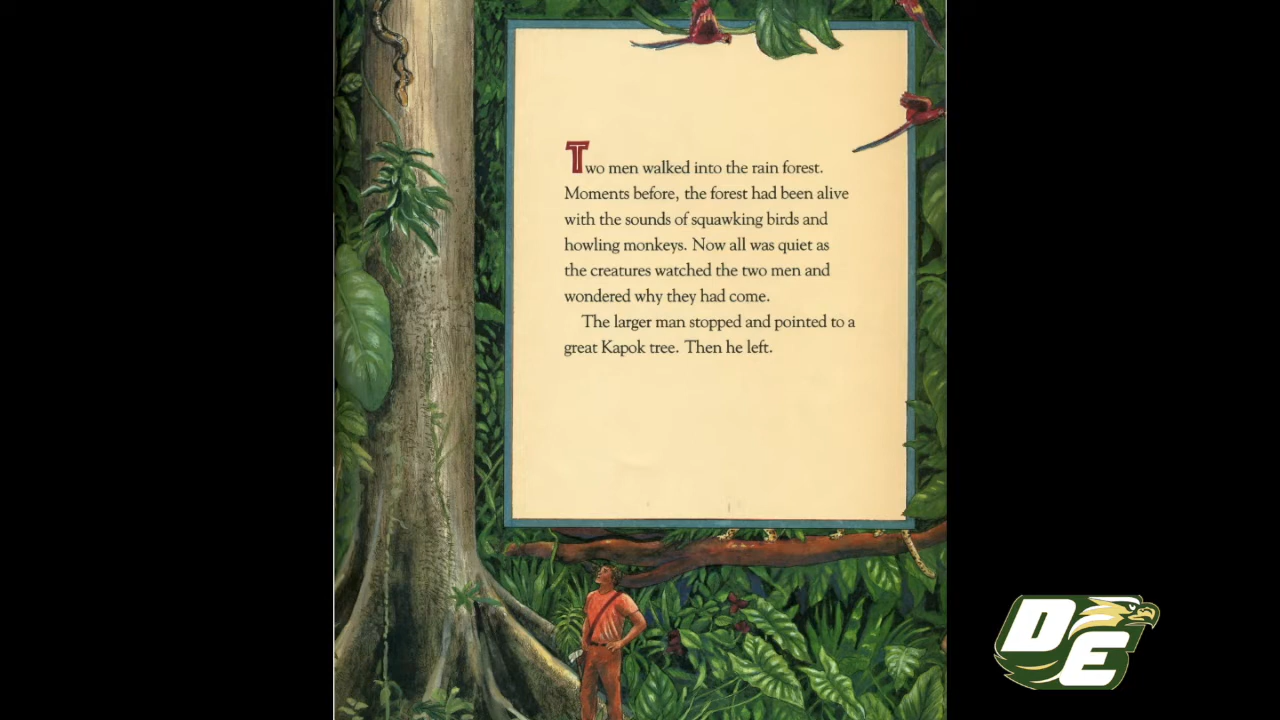 Two men walked into the rain forest.
Moments before, the forest had been alive
with the sounds of squawking birds and
howling monkeys. Now all was quiet as
the creatures watched the two men and
wondered why they had come.
The larger man stopped and pointed to a
great Kapok tree. Then he left.
DE